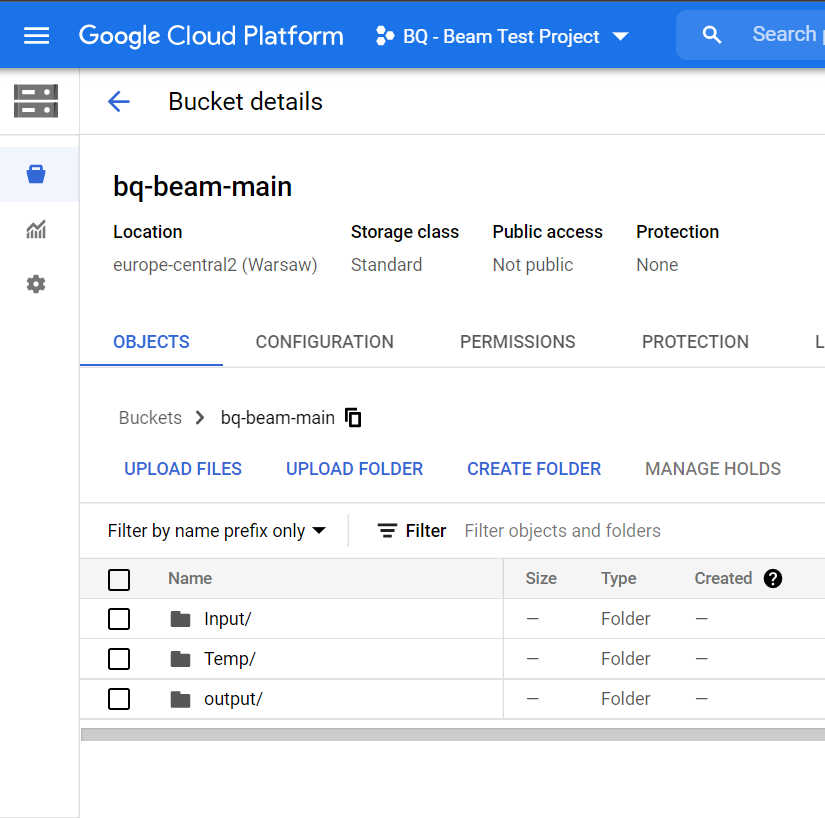 Google Cloud Platform BQ - Beam Test Project Search
Bucket details
bq-beam-main
Location Storage class Public access Protection
europe-central2 (Warsaw) Standard Not public None
OBJECTS CONFIGURATION PERMISSIONS PROTECTION L
Buckets bq-beam-main
UPLOAD FILES UPLOAD FOLDER CREATE FOLDER MANAGE HOLDS
Filter by name prefix only Filter Filter objects and folders
Name Size Type Created ?
Input/ — Folder —
Temp/ — Folder —
output/ — Folder —